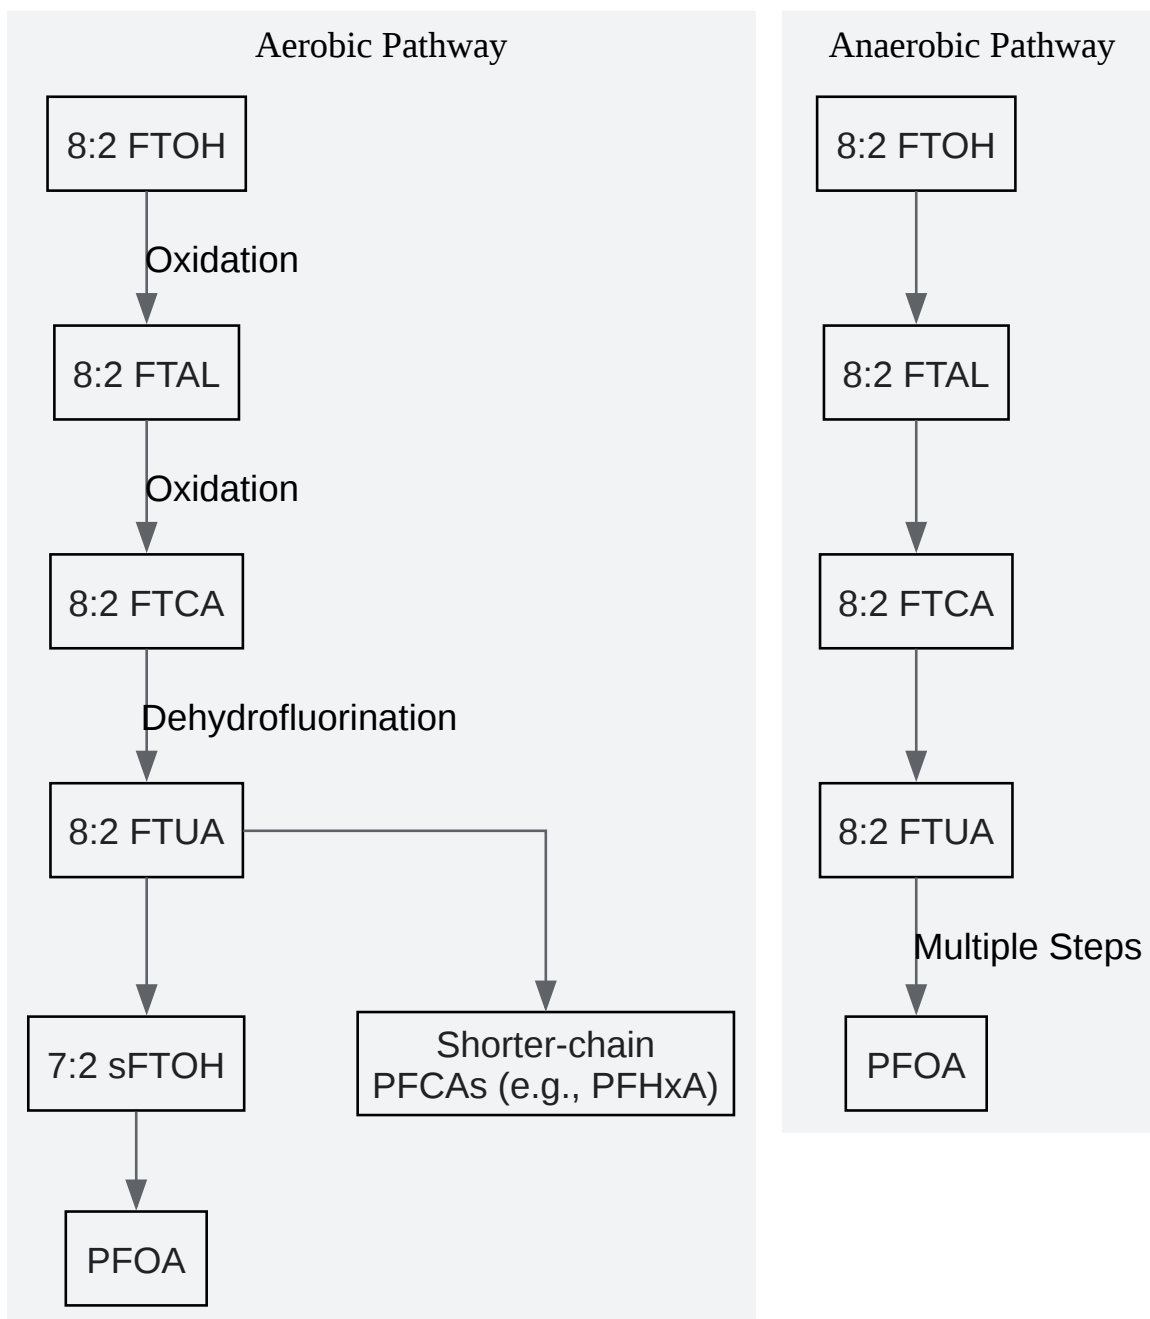 Aerobic Pathway
8:2 FTOH
Oxidation
8:2 FTAL
Oxidation
8:2 FTCA
Dehydrofluorination
8:2 FTUA
7:2 sFTOH
Shorter-chain
PFCAs (e.g., PFHxA)
PFOA
Anaerobic Pathway
8:2 FTOH
8:2 FTAL
8:2 FTCA
8:2 FTUA
Multiple Steps
PFOA